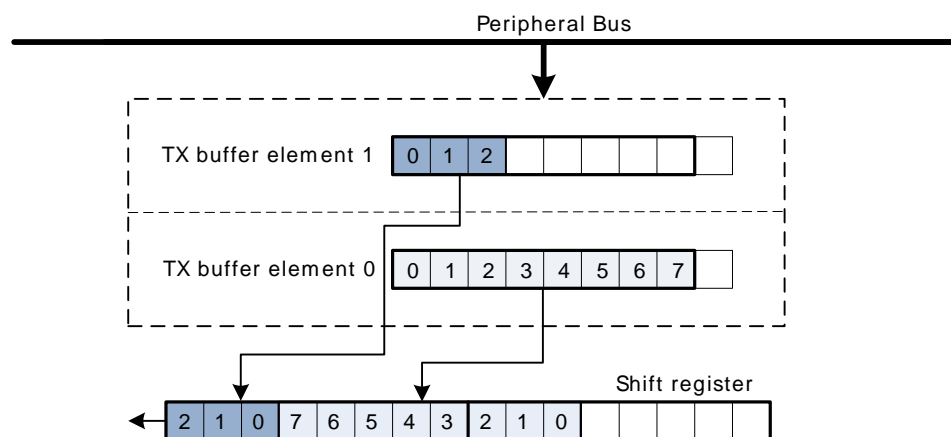 Peripheral Bus
TX buffer element 1 0 1 2
TX buffer element 0 0 1 2 3 4 5 6 7
Shift register
2 1 0 7 6 5 4 3 2 1 0